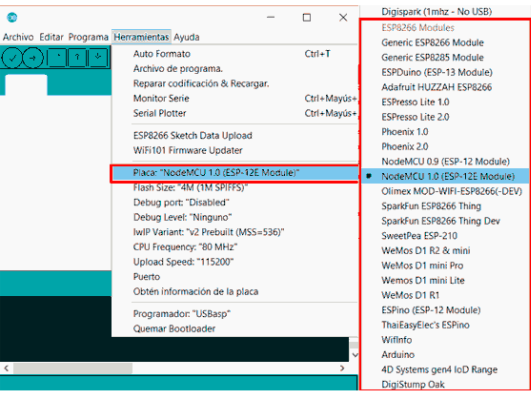 Archivo Editar Programa Herramientas Ayuda
Auto Formato Ctrl+T
Archivo de programa.
Reparar codificación & Recargar.
Monitor Serie Ctrl+Mayús+
Serial Plotter Ctrl+Mayús+
ESP8266 Sketch Data Upload
WiFi101 Firmware Updater
Placa: "NodeMCU 1.0 (ESP-12E Module)"
Flash Size: "4M (1M SPIFFS)"
Debug port: "Disabled"
Debug Level: "Ninguno"
lwIP Variant: "v2 Prebuilt (MSS=536)"
CPU Frequency: "80 MHz"
Upload Speed: "115200"
Puerto
Obtén información de la placa
Programador: "USBasp"
Quemar Bootloader
Digispark (1mhz - No USB)
ESP8266 Modules
Generic ESP8266 Module
Generic ESP8285 Module
ESPDuino (ESP-13 Module)
Adafruit HUZZAH ESP8266
ESPresso Lite 1.0
ESPresso Lite 2.0
Phoenix 1.0
Phoenix 2.0
NodeMCU 0.9 (ESP-12 Module)
NodeMCU 1.0 (ESP-12E Module)
Olimex MOD-WIFI-ESP8266(-DEV)
SparkFun ESP8266 Thing
SparkFun ESP8266 Thing Dev
SweetPea ESP-210
WeMos D1 R2 & mini
WeMos D1 mini Pro
Wemos D1 mini Lite
WeMos D1 R1
ESPino (ESP-12 Module)
ThaiEasyElec's ESPino
WifInfo
Arduino
4D Systems gen4 IoD Range
DigiStump Oak